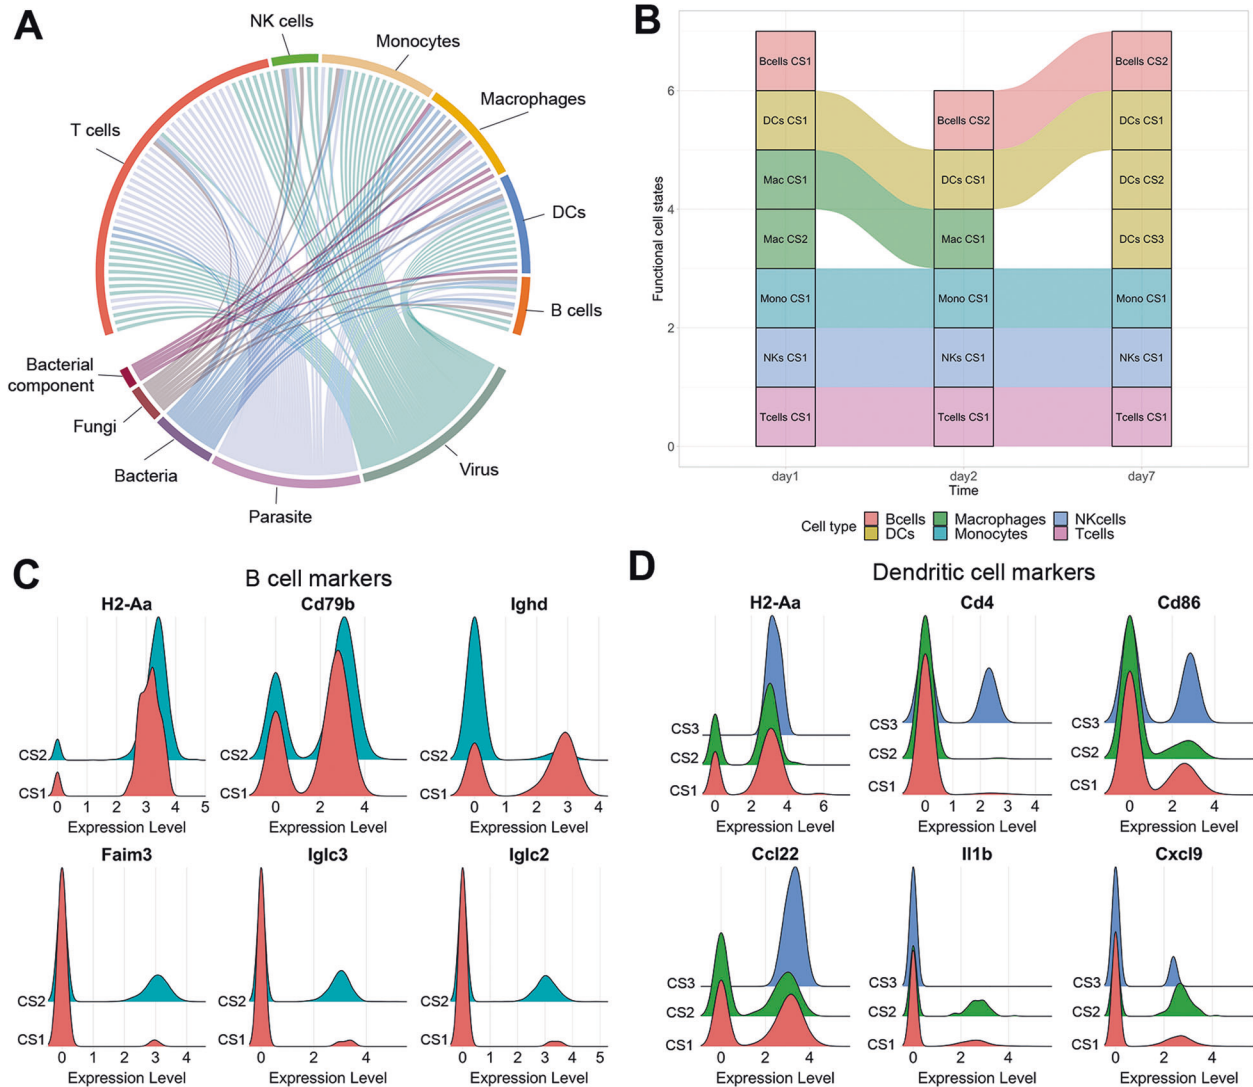 A
NK cells
Monocytes
Macrophages
T cells
DCs
B cells
Bacterial
component
Fungi
Bacteria
Parasite
Virus
B
Functional cell states
6
4
2
0
Bcells CS1
DCs CS1
Mac CS1
Mac CS2
Mono CS1
NKs CS1
Tcells CS1
Bcells CS2
DCs CS1
Mac CS1
Mono CS1
NKs CS1
Tcells CS1
Bcells CS2
DCs CS1
DCs CS2
DCs CS3
Mono CS1
NKs CS1
Tcells CS1
day1 day2 day7
Time
Cell type
Bcells Macrophages NKcells
DCs Monocytes Tcells
C
B cell markers
H2-Aa Cd79b Ighd
CS2 CS2 CS2
CS1 CS1 CS1
0 1 2 3 4 5 0 2 4 0 1 2 3 4
Expression Level Expression Level Expression Level
Faim3 Iglc3 Iglc2
CS2 CS2 CS2
CS1 CS1 CS1
0 1 2 3 4 0 2 4 0 1 2 3 4 5
Expression Level Expression Level Expression Level
D
Dendritic cell markers
H2-Aa Cd4 Cd86
CS3 CS3 CS3
CS2 CS2 CS2
CS1 CS1 CS1
0 2 4 6 0 1 2 3 4 0 2 4
Expression Level Expression Level Expression Level
Ccl22 Il1b Cxcl9
CS3 CS3 CS3
CS2 CS2 CS2
CS1 CS1 CS1
0 2 4 0 2 4 0 2 4
Expression Level Expression Level Expression Level